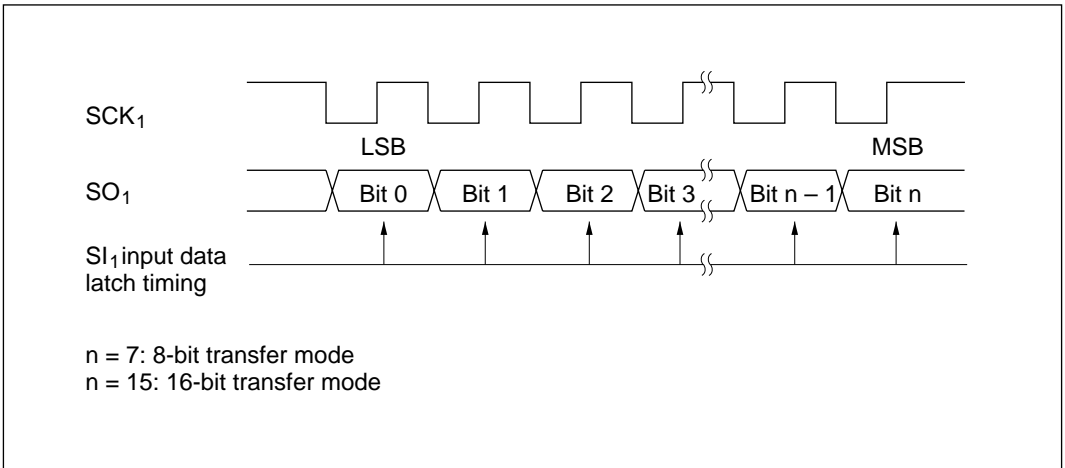 SCK1
LSB MSB
SO1 Bit 0 Bit 1 Bit 2 Bit 3 Bit n – 1 Bit n
SI1 input data
latch timing
n = 7: 8-bit transfer mode
n = 15: 16-bit transfer mode